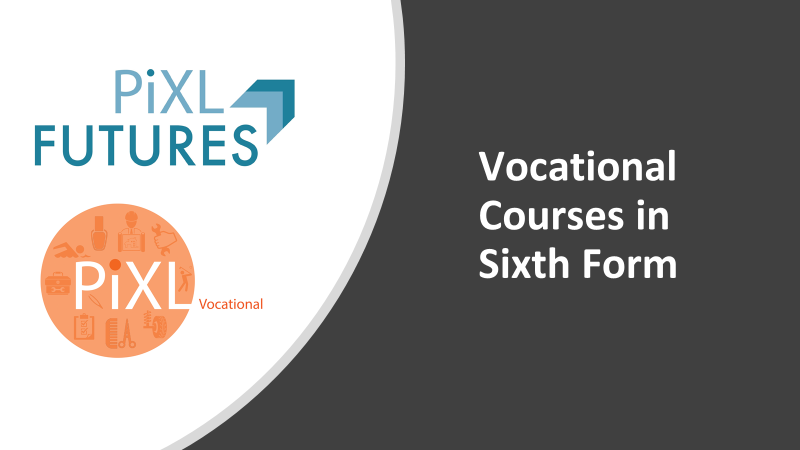 PiXL
FUTURES
PiXL Vocational
Vocational
Courses in
Sixth Form